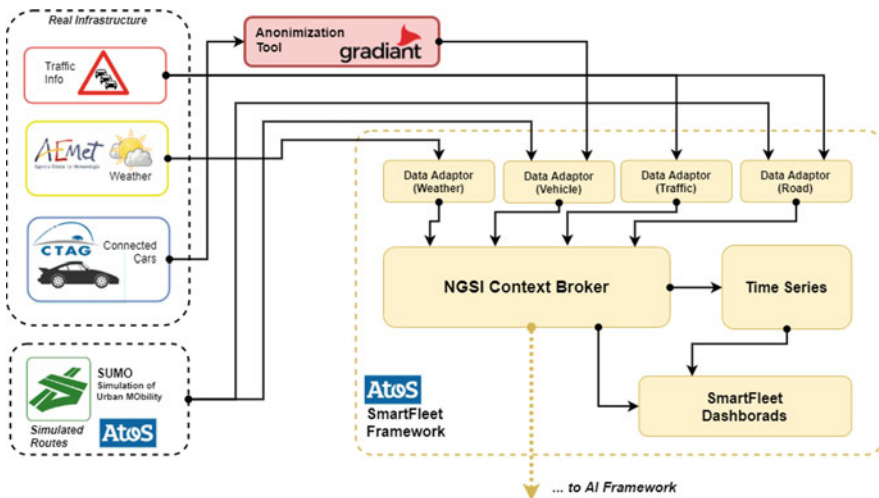 Real Infrastructure
Traffic
Info
AEMet
Weather
CTAG
Connected
Cars
SUMO
Simulation of
Urban MObility
Simulated
Routes
Atos
Anonimization
Tool
gradiant
Data Adaptor
(Weather)
Data Adaptor
(Vehicle)
Data Adaptor
(Traffic)
Data Adaptor
(Road)
NGSI Context Broker
Time Series
Atos
SmartFleet
Framework
SmartFleet
Dashborads
... to AI Framework